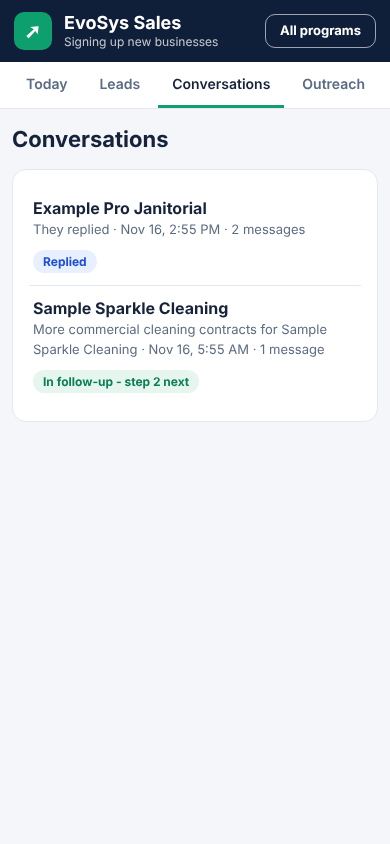 EvoSys Sales
Signing up new businesses
All programs
Today
Leads
Conversations
Outreach
Conversations
Example Pro Janitorial
They replied · Nov 16, 2:55 PM · 2 messages
Replied
Sample Sparkle Cleaning
More commercial cleaning contracts for Sample
Sparkle Cleaning · Nov 16, 5:55 AM · 1 message
In follow-up - step 2 next